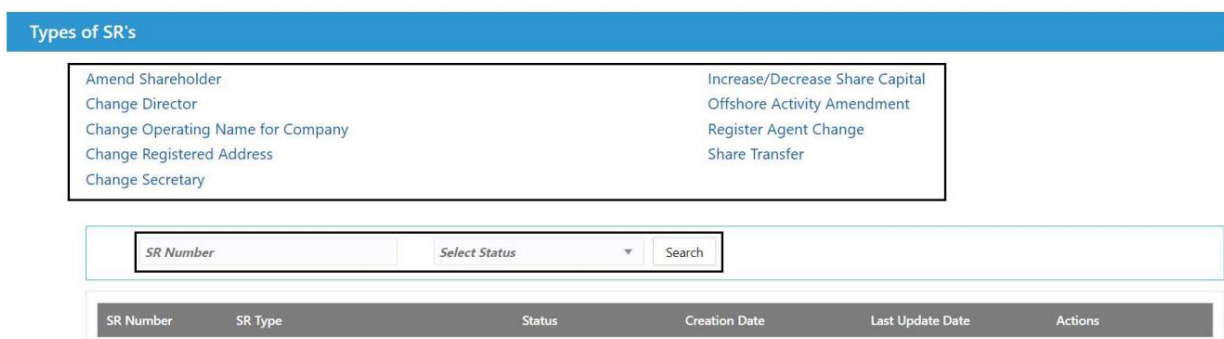 Types of SR's
Amend Shareholder
Change Director
Change Operating Name for Company
Change Registered Address
Change Secretary
Increase/Decrease Share Capital
Offshore Activity Amendment
Register Agent Change
Share Transfer
SR Number Select Status Search
SR Number SR Type Status Creation Date Last Update Date Actions